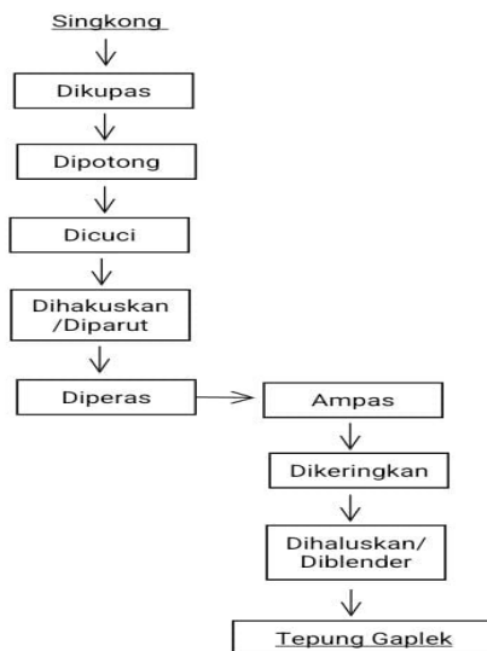 Singkong
Dikupas
Dipotong
Dicuci
Dihakuskan
/Diparut
Diperas
Ampas
Dikeringkan
Dihaluskan/
Diblender
Tepung Gaplek